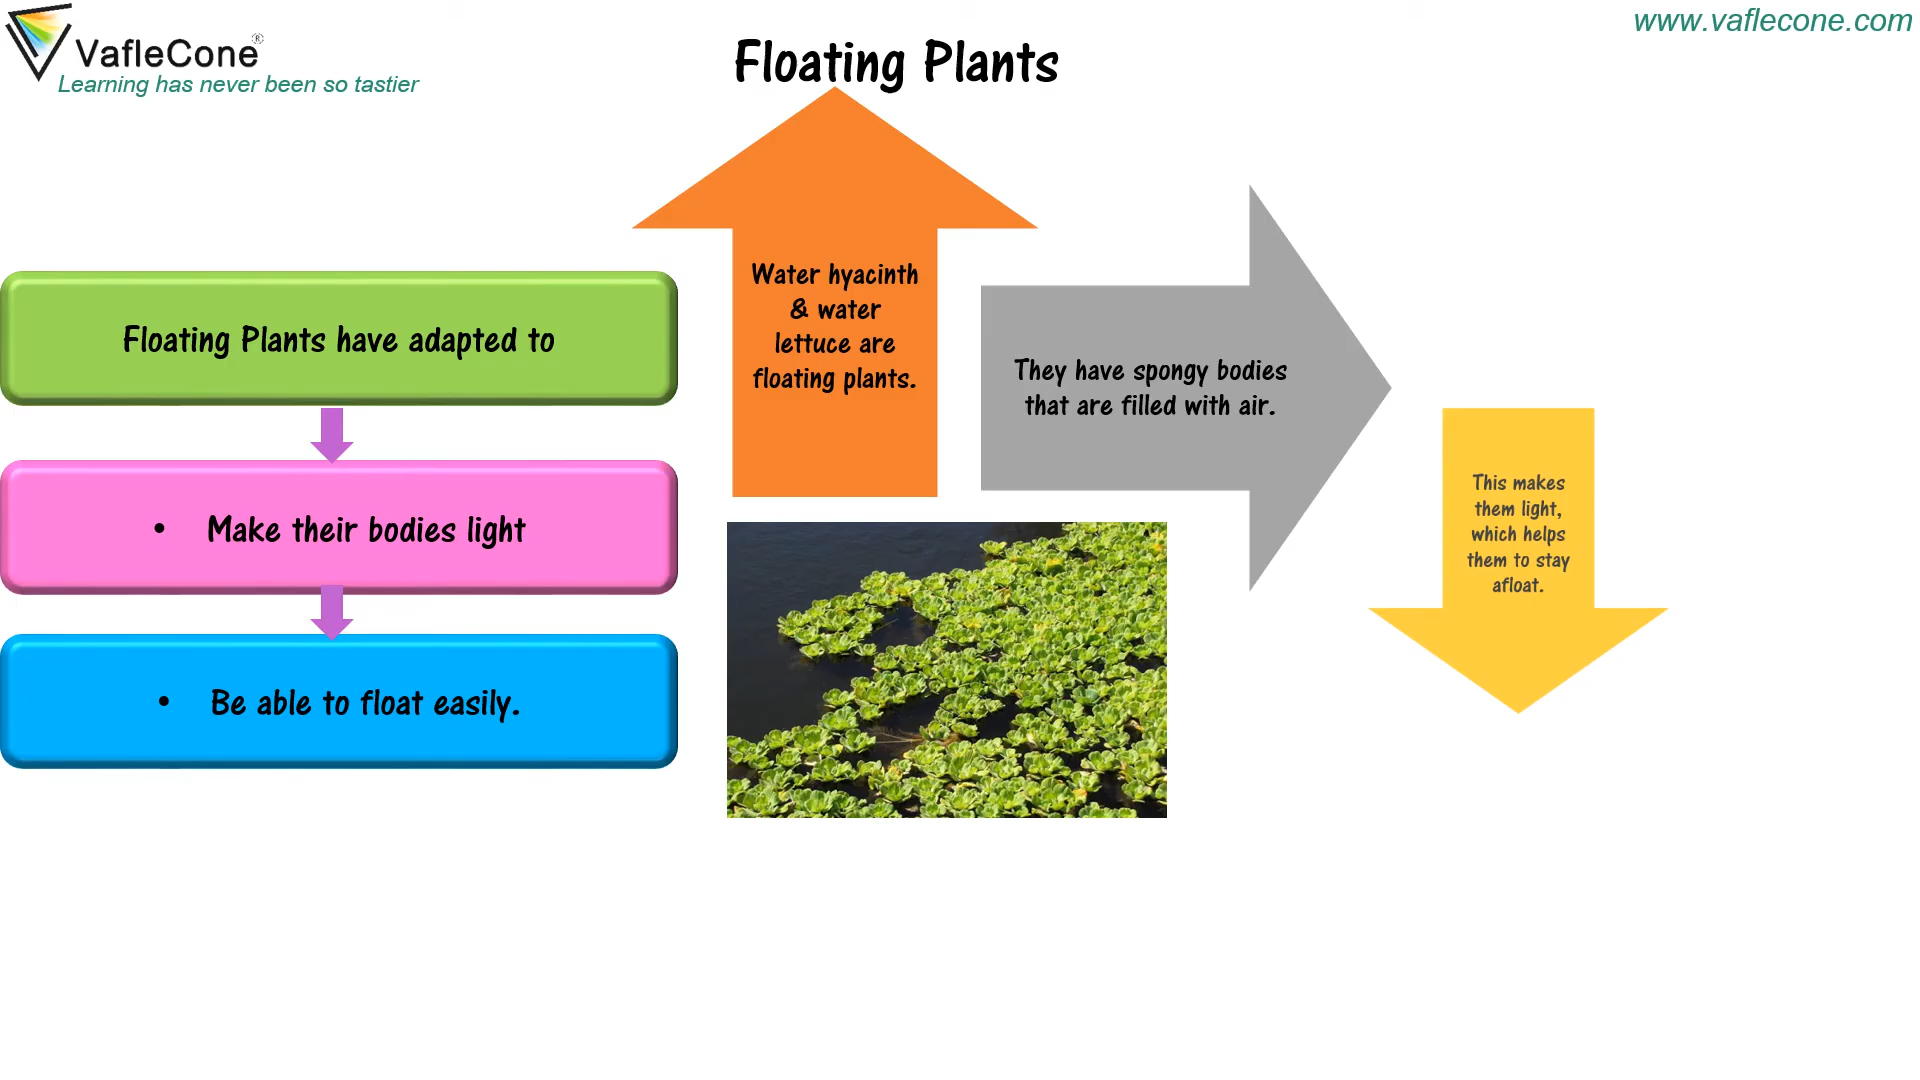 VafleCone®
Learning has never been so tastier
www.vaflecone.com
Floating Plants
Floating Plants have adapted to
• Make their bodies light
• Be able to float easily.
Water hyacinth
& water
lettuce are
floating plants.
They have spongy bodies
that are filled with air.
This makes
them light,
which helps
them to stay
afloat.